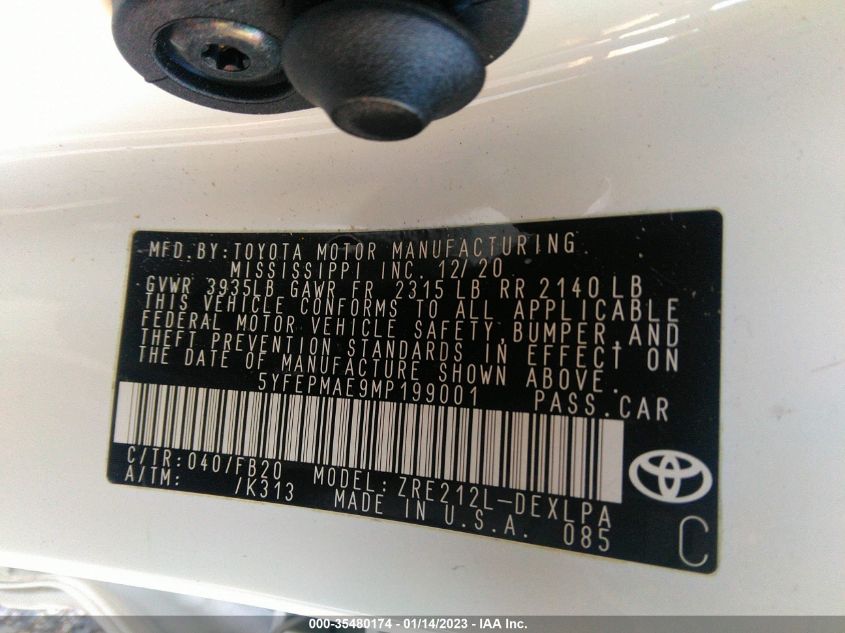 MFD.BY:TOYOTA MOTOR MANUFACTURING
MISSISSIPPI INC. 12/20
GVWR 3935LB GAWR FR 2315 LB RR 2140 LB
THIS VEHICLE CONFORMS TO ALL APPLICABLE
FEDERAL MOTOR VEHICLE SAFETY,BUMPER,AND
THEFT PREVENTION STANDARDS IN EFFECT ON
THE DATE OF MANUFACTURE SHOWN ABOVE.
5YFEPMAE9MP199001 PASS.CAR
C/TR:040/FB20 MODEL:ZRE212L-DEXLPA
A/TM: /K313 MADE IN U.S.A. 085
C
000-35480174 - 01/14/2023 - IAA Inc.